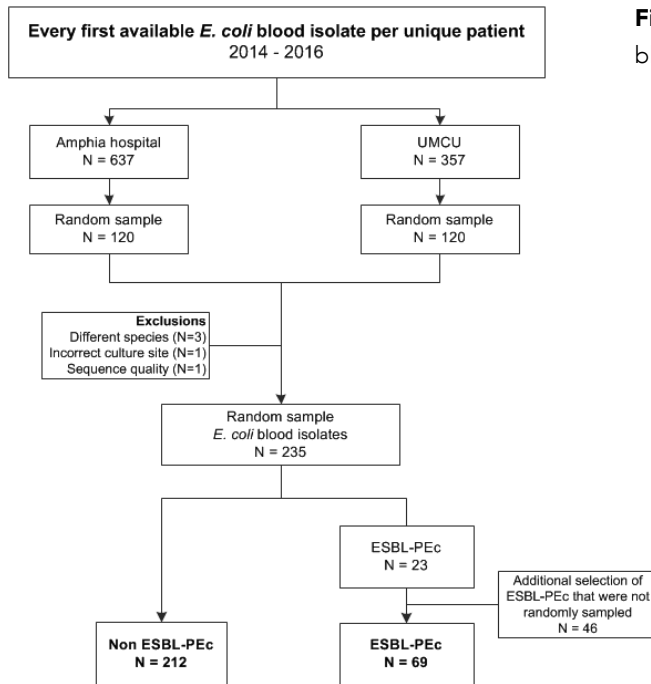 Every first available E. coli blood isolate per unique patient
2014 - 2016
Fi
b
Amphia hospital
N = 637
UMCU
N = 357
Random sample
N = 120
Random sample
N = 120
Exclusions
Different species (N=3)
Incorrect culture site (N=1)
Sequence quality (N=1)
Random sample
E. coli blood isolates
N = 235
ESBL-PEc
N = 23
Additional selection of
ESBL-PEc that were not
randomly sampled
N = 46
Non ESBL-PEc
N = 212
ESBL-PEc
N = 69